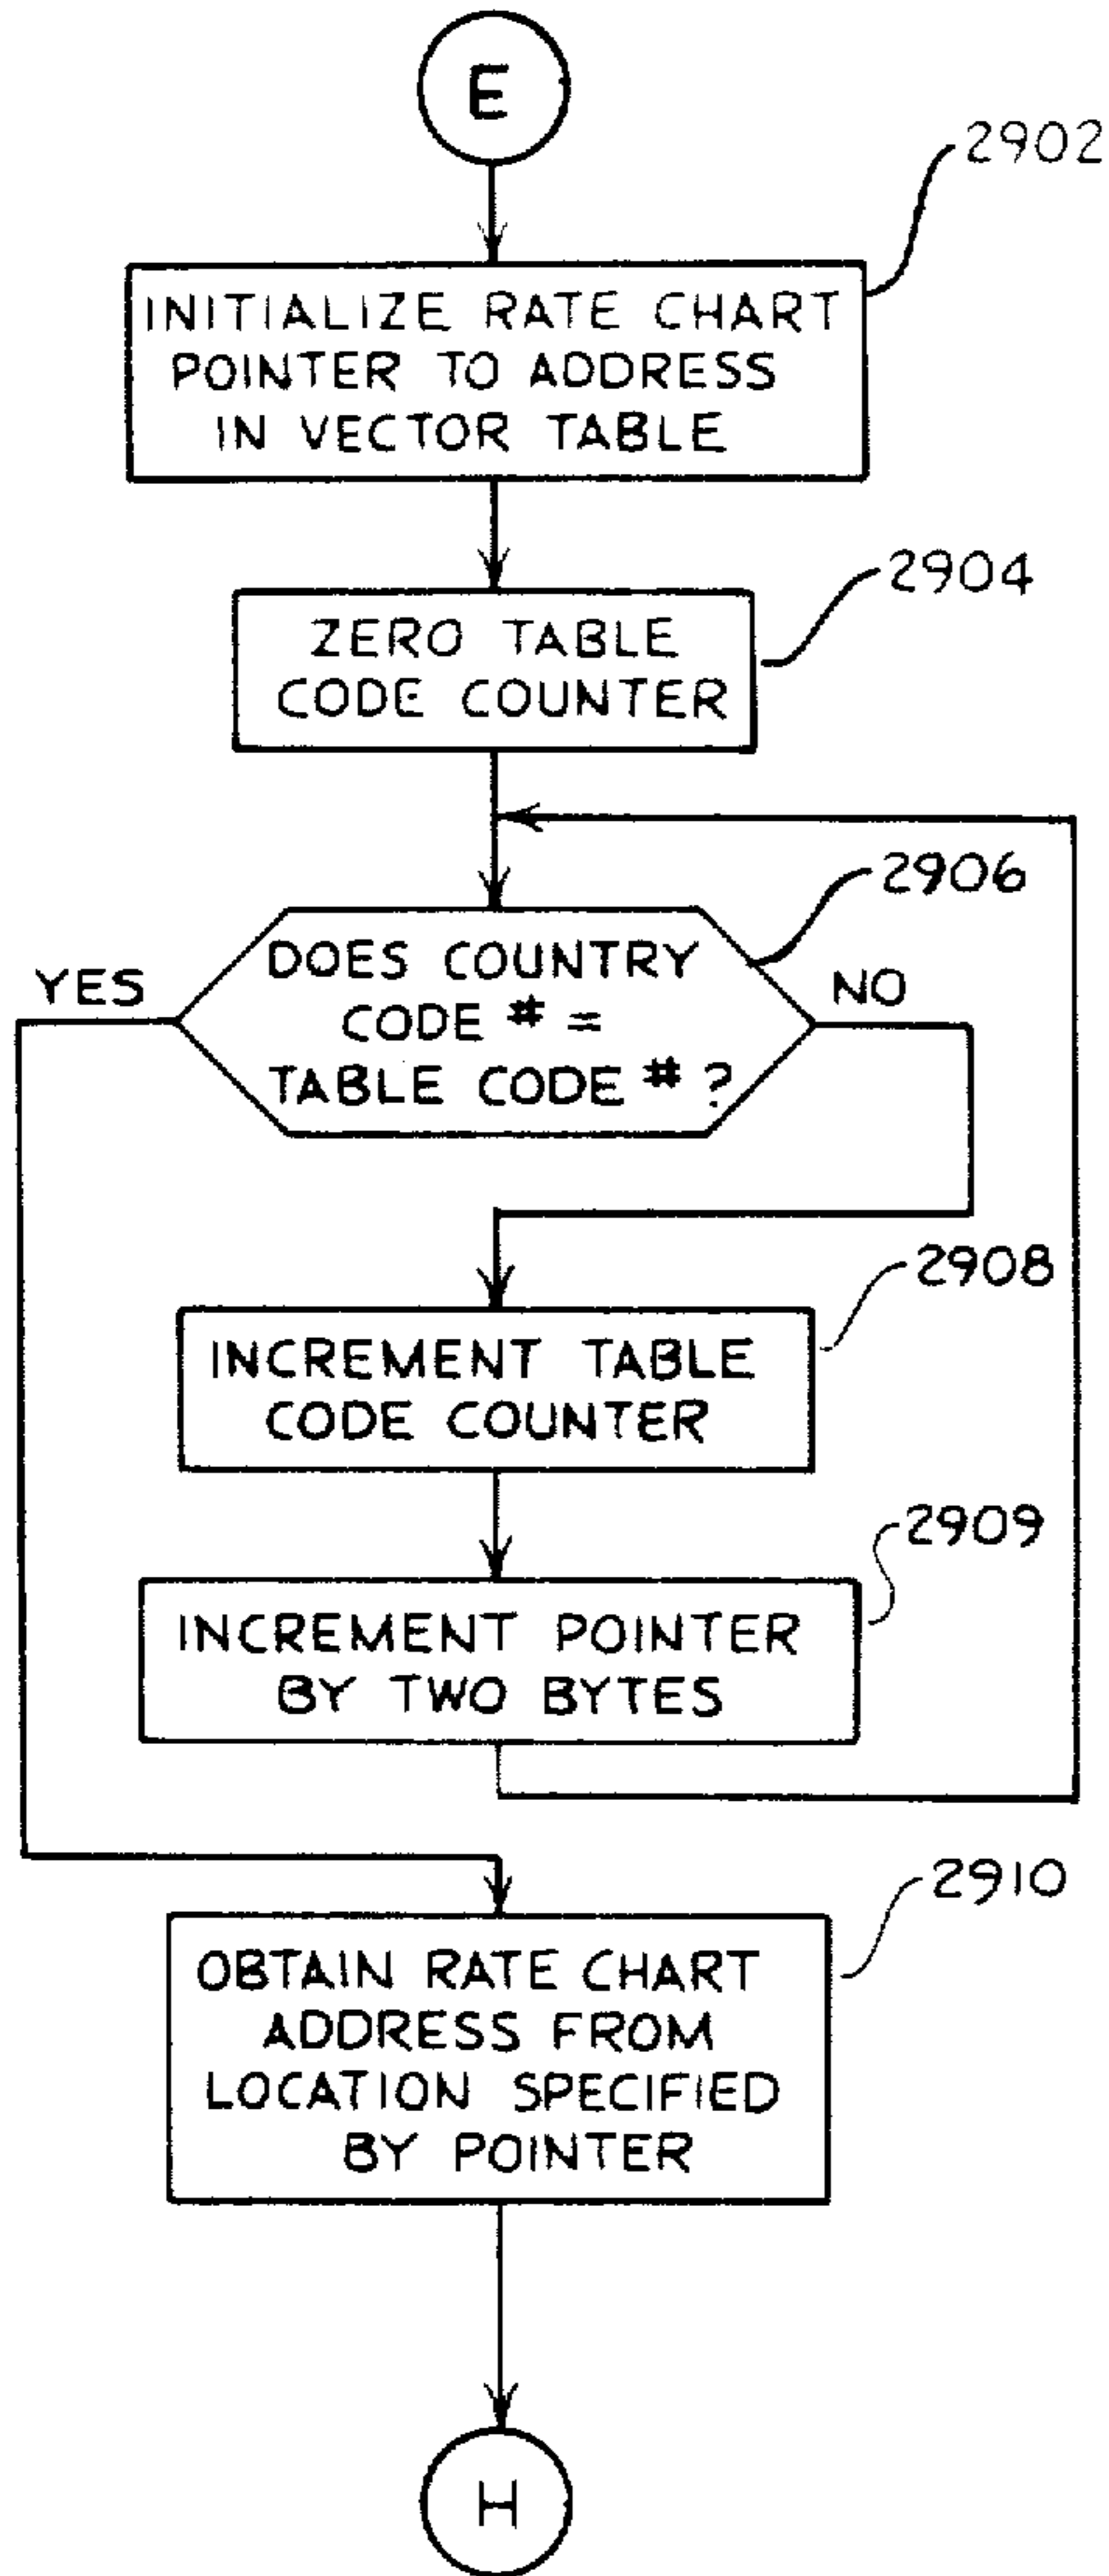 E
2902
INITIALIZE RATE CHART
POINTER TO ADDRESS
IN VECTOR TABLE
2904
ZERO TABLE
CODE COUNTER
2906
YES
DOES COUNTRY
CODE # =
TABLE CODE # ?
NO
2908
INCREMENT TABLE
CODE COUNTER
2909
INCREMENT POINTER
BY TWO BYTES
2910
OBTAIN RATE CHART
ADDRESS FROM
LOCATION SPECIFIED
BY POINTER
H